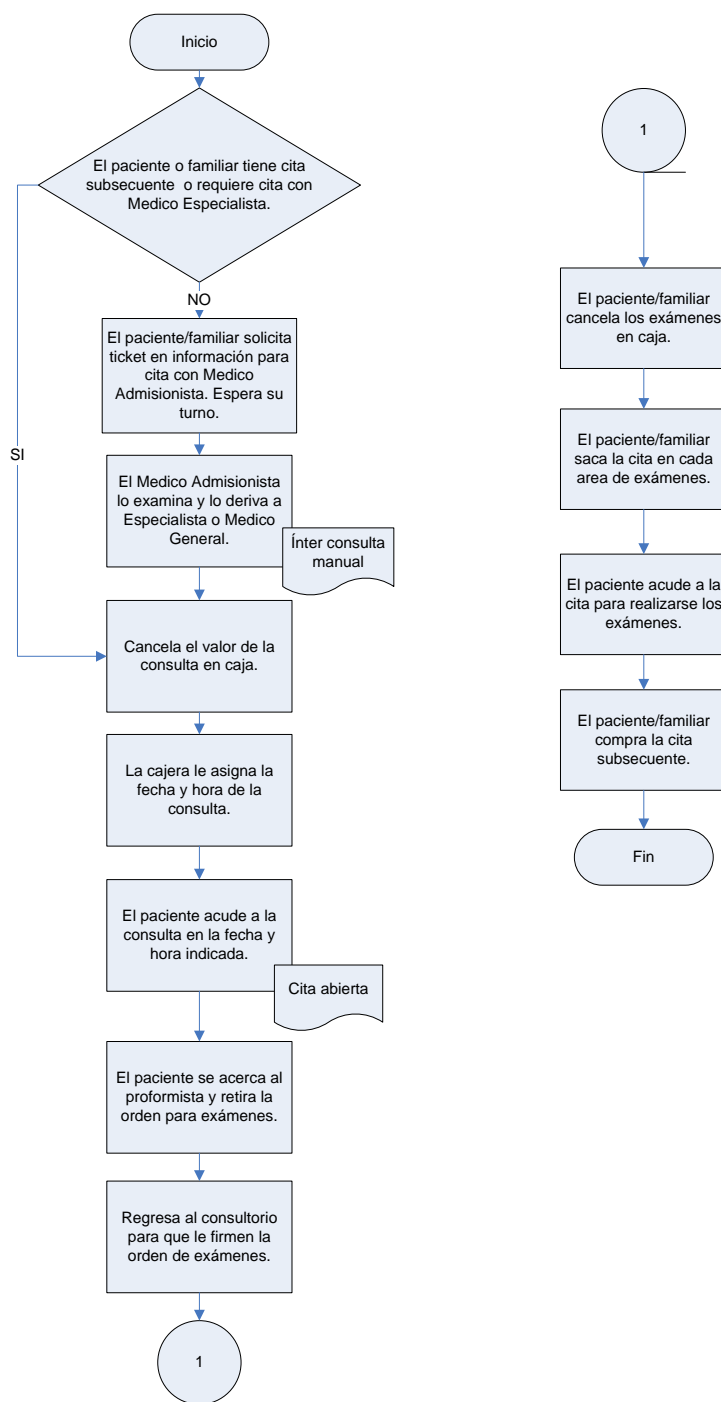 Inicio
El paciente o familiar tiene cita
subsecuente o requiere cita con
Medico Especialista.
NO
SI
El paciente/familiar solicita
ticket en información para
cita con Medico
Admisionista. Espera su
turno.
El Medico Admisionista
lo examina y lo deriva a
Especialista o Medico
General.
Ínter consulta
manual
Cancela el valor de la
consulta en caja.
La cajera le asigna la
fecha y hora de la
consulta.
El paciente acude a la
consulta en la fecha y
hora indicada.
Cita abierta
El paciente se acerca al
proformista y retira la
orden para exámenes.
Regresa al consultorio
para que le firmen la
orden de exámenes.
1
1
El paciente/familiar
cancela los exámenes
en caja.
El paciente/familiar
saca la cita en cada
area de exámenes.
El paciente acude a la
cita para realizarse los
exámenes.
El paciente/familiar
compra la cita
subsecuente.
Fin